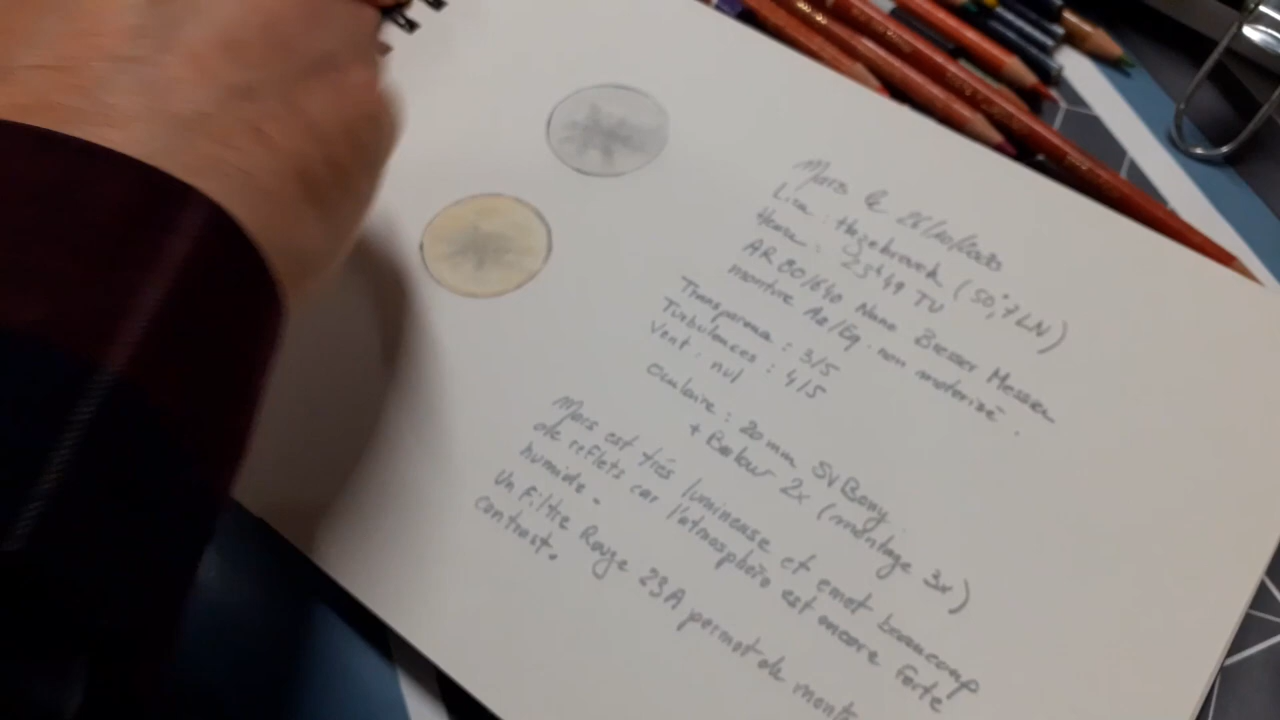 Mars le 26/10/2020
Lieu : Hazebrouck (50,7 LN)
Heure : 23h49 TU
AR 80/640 Nano Bresser Messier
monture Az/Eq. non motorisé.
Transparence : 3/5
Turbulences : 4/5
Vent : nul
Oculaire : 20mm SVBony
+ Barlow 2x (montage 3x)
Mars est très lumineuse et emet beaucoup
de reflets car l'atmosphère est encore forte
humide.
Un Filtre Rouge 23A permet de
contrast.